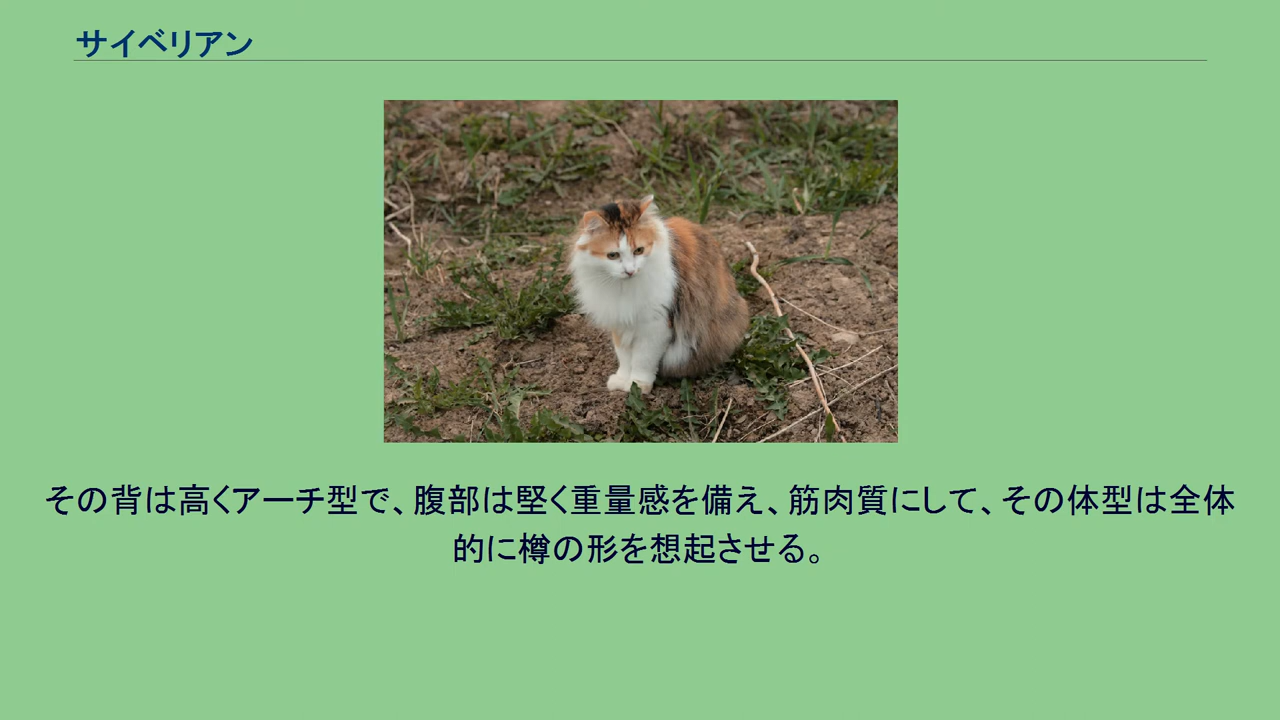 サイベリアン
その背は高くアーチ型で、腹部は堅く重量感を備え、筋肉質にして、その体型は全体
的に樽の形を想起させる。